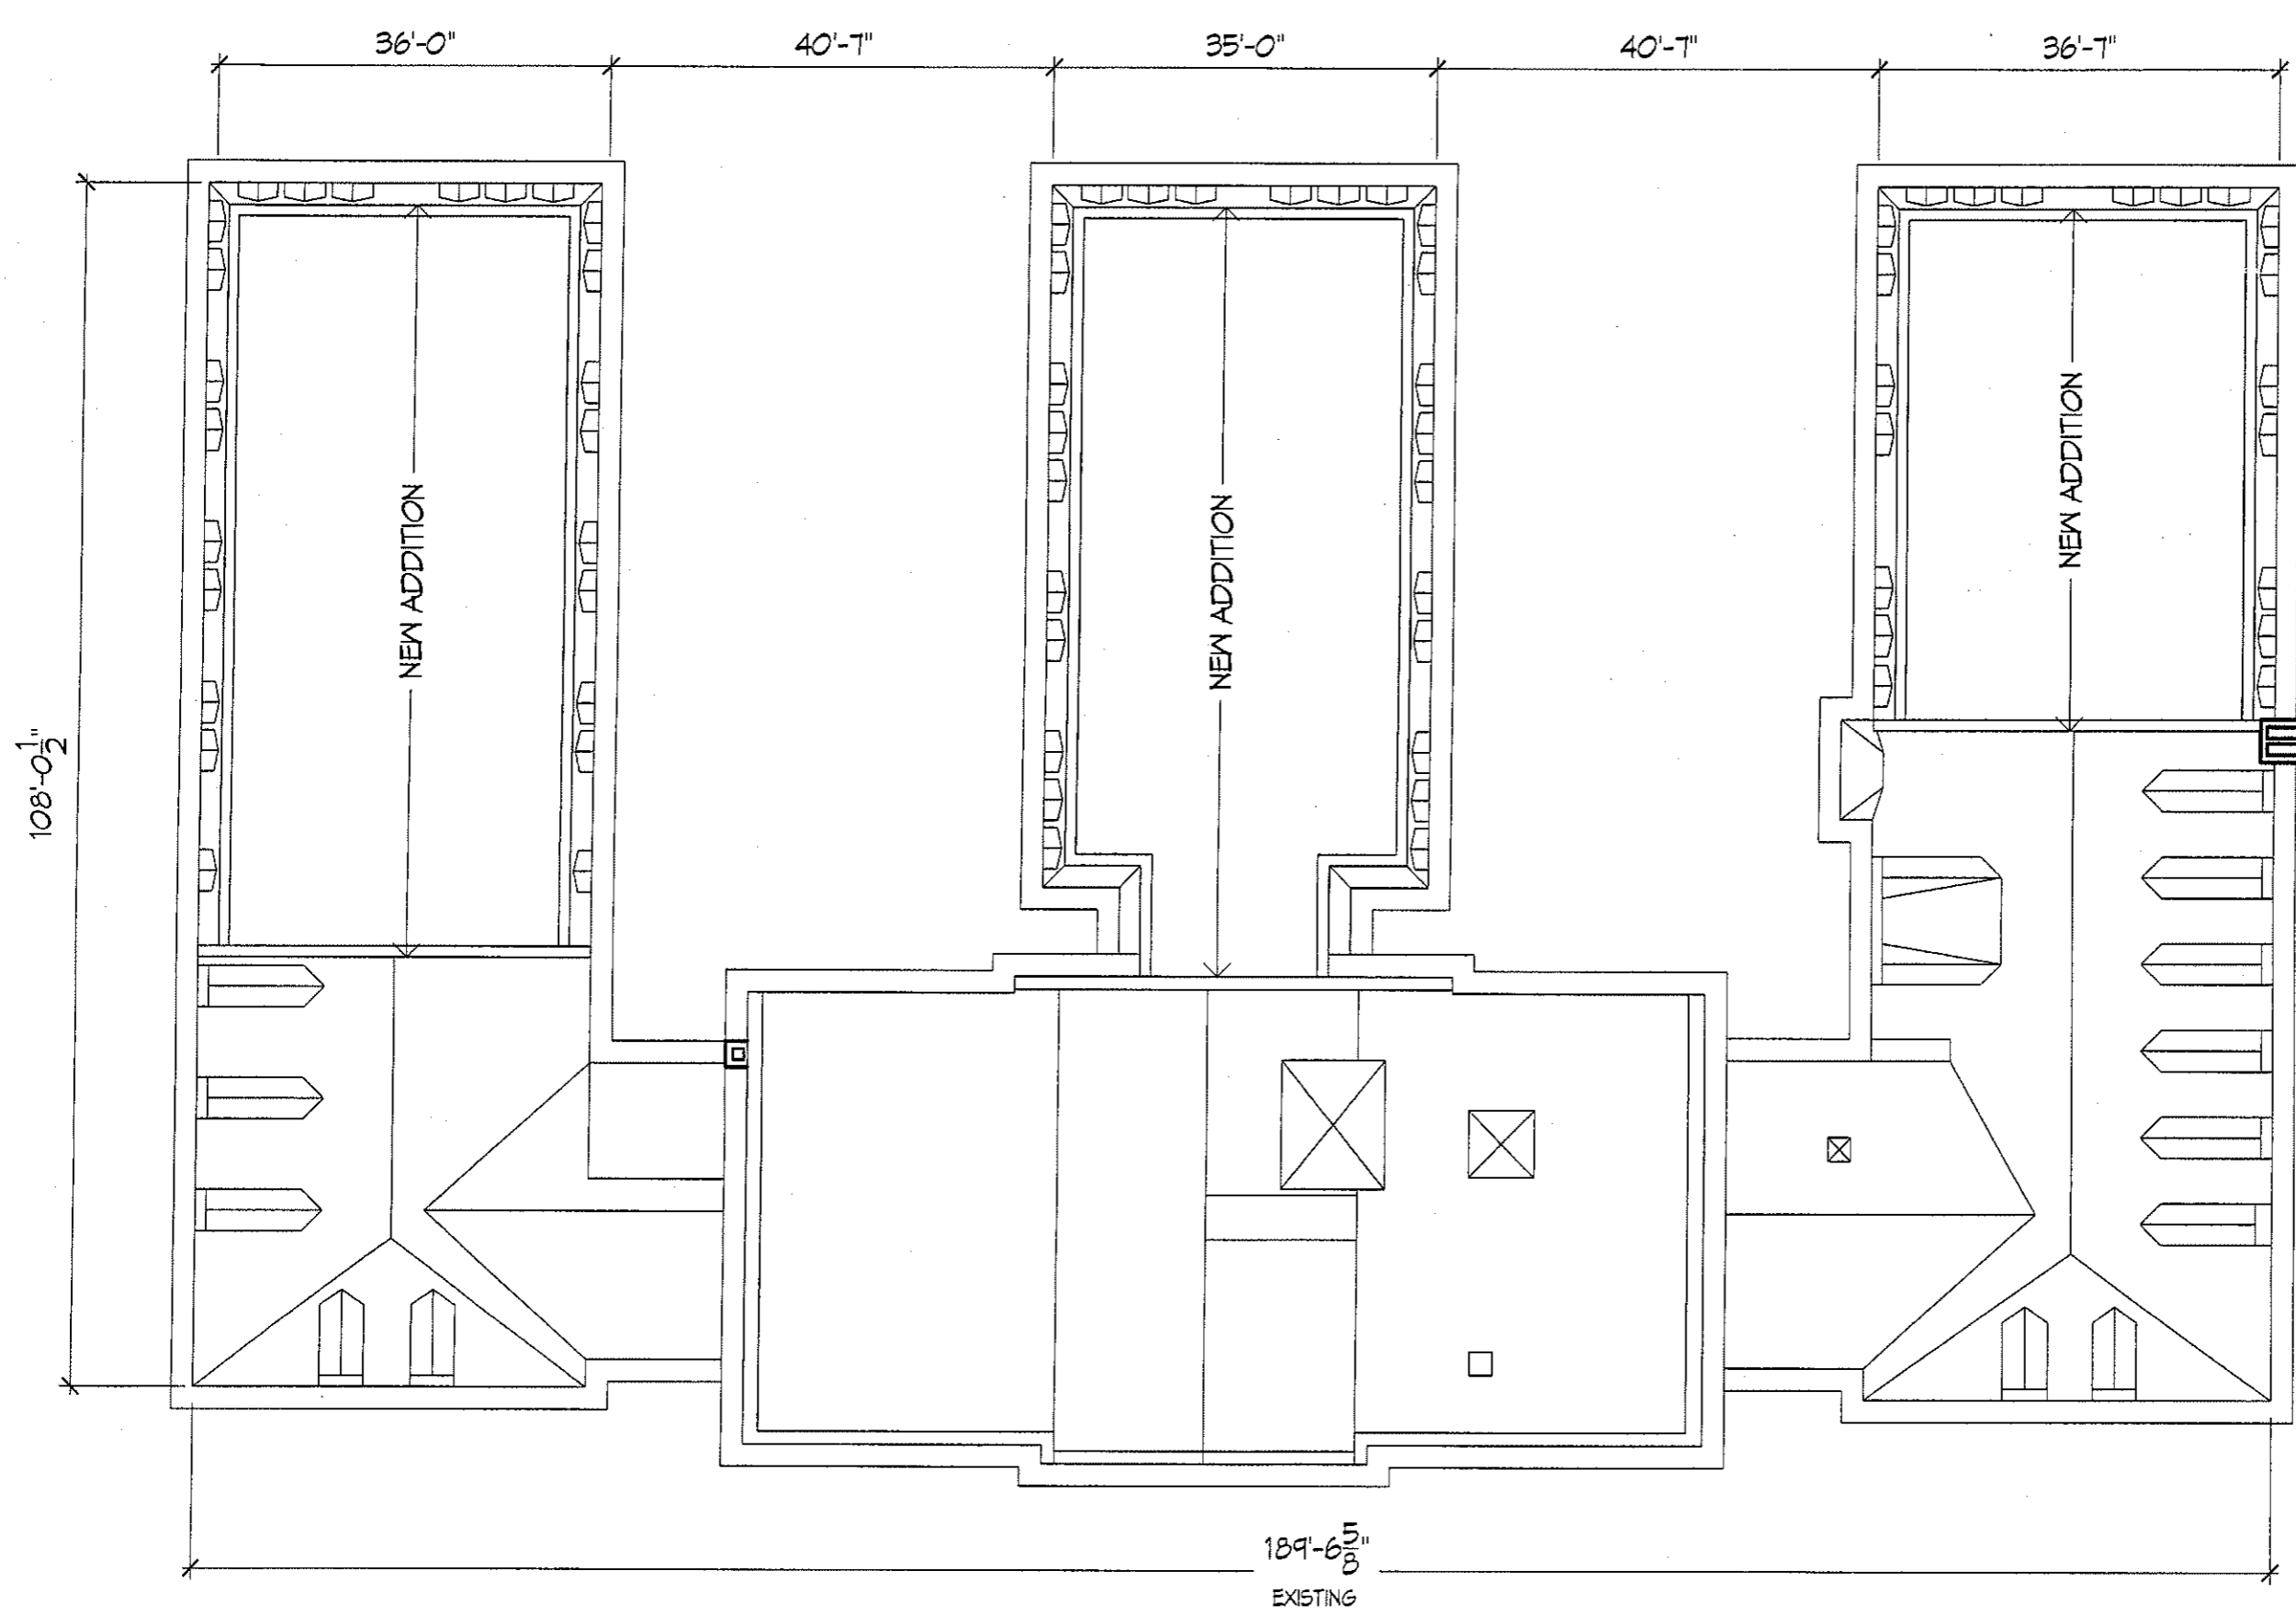 36'-0"
40'-7"
35'-0"
40'-7"
36'-7"
NEW ADDITION
NEW ADDITION
NEW ADDITION
108'-0 1/2"
189'-6 5/8"
EXISTING